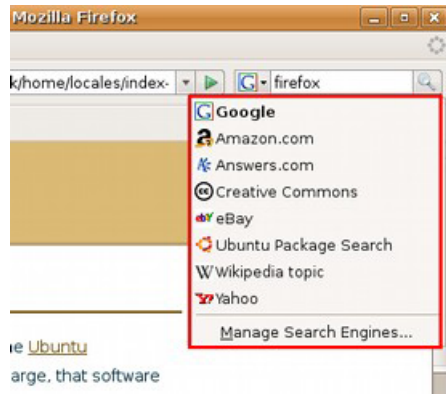 Mozilla Firefox
k/home/locales/index-
firefox
Google
Amazon.com
Answers.com
Creative Commons
eBay
Ubuntu Package Search
Wikipedia topic
Yahoo
Manage Search Engines...
Ubuntu
arge, that software